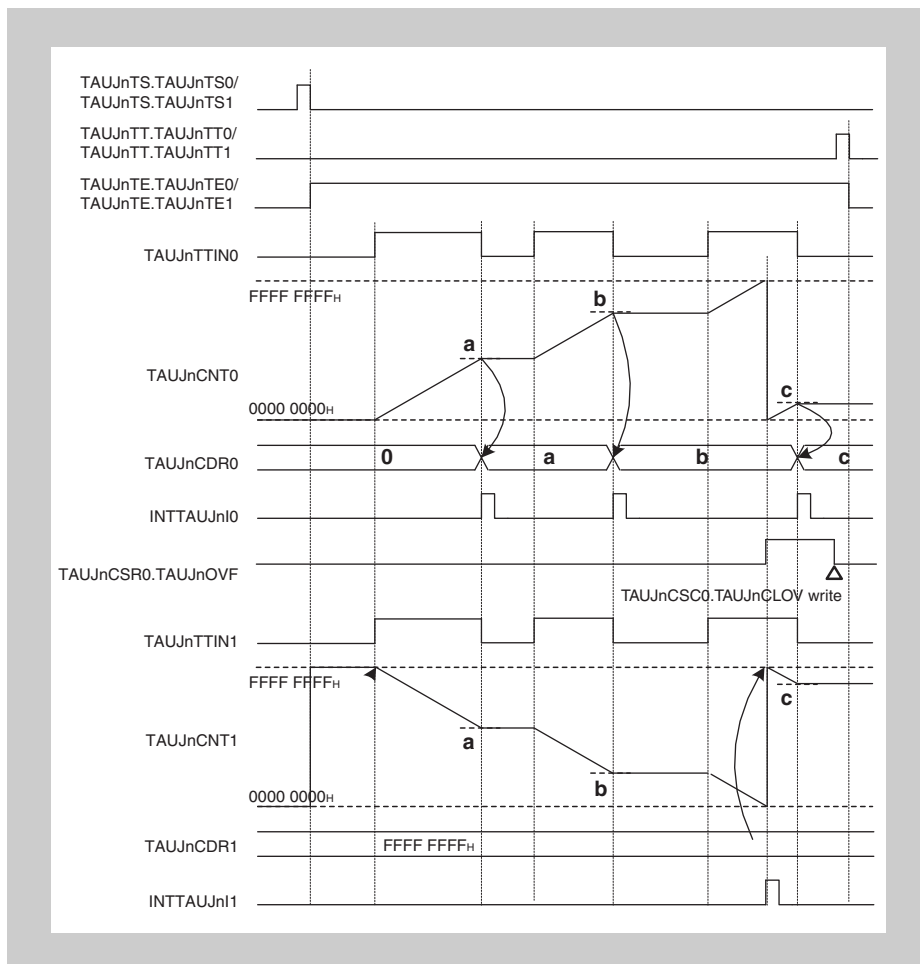 TAUJnTS.TAUJnTS0/
TAUJnTS.TAUJnTS1
TAUJnTT.TAUJnTT0/
TAUJnTT.TAUJnTT1
TAUJnTE.TAUJnTE0/
TAUJnTE.TAUJnTE1
TAUJnTTIN0
FFFF FFFFH
b
a
TAUJnCNT0
c
0000 0000H
TAUJnCDR0
0 a b c
INTTAUJnI0
TAUJnCSR0.TAUJnOVF
TAUJnCSC0.TAUJnCLOV write
TAUJnTTIN1
FFFF FFFFH
c
TAUJnCNT1
a
b
0000 0000H
TAUJnCDR1
FFFF FFFFH
INTTAUJnI1